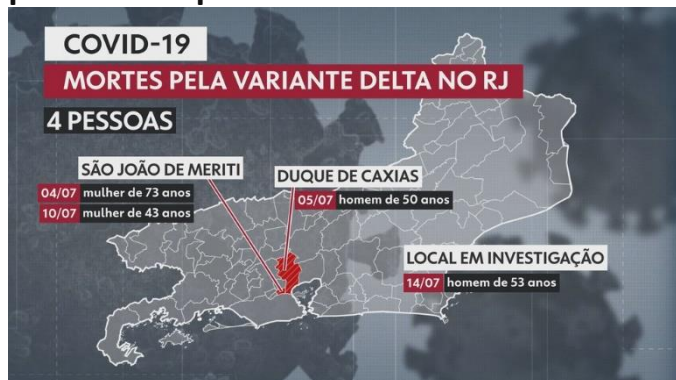 COVID-19
MORTES PELA VARIANTE DELTA NO RJ
4 PESSOAS
SÃO JOÃO DE MERITI
04/07 mulher de 73 anos
10/07 mulher de 43 anos
DUQUE DE CAXIAS
05/07 homem de 50 anos
LOCAL EM INVESTIGAÇÃO
14/07 homem de 53 anos